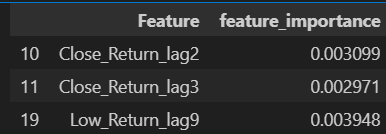 Feature feature_importance
10 Close_Return_lag2 0.003099
11 Close_Return_lag3 0.002971
19 Low_Return_lag9 0.003948